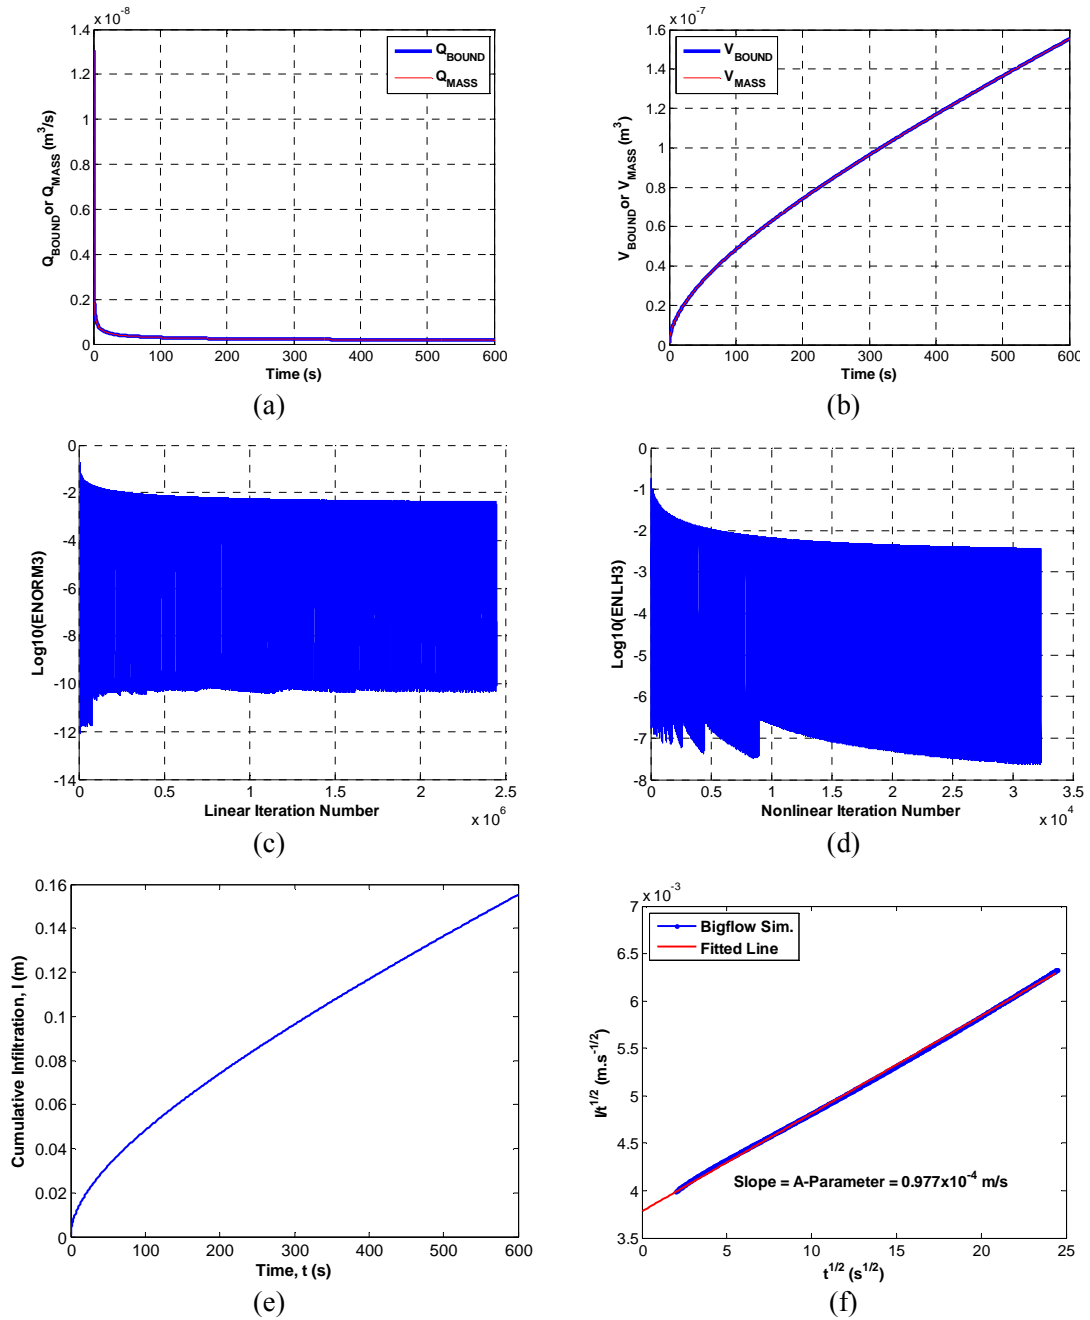 x 10^-8
1.4
1.2
1
0.8
0.6
0.4
0.2
0
Q_BOUND or Q_MASS (m^3/s)
Q_BOUND
Q_MASS
0 100 200 300 400 500 600
Time (s)
(a)
x 10^-7
1.6
1.4
1.2
1
0.8
0.6
0.4
0.2
0
V_BOUND or V_MASS (m^3)
V_BOUND
V_MASS
0 100 200 300 400 500 600
Time (s)
(b)
0
-2
-4
-6
-8
-10
-12
-14
Log10(ENORM3)
0 0.5 1 1.5 2 2.5
Linear Iteration Number
x 10^6
(c)
0
-1
-2
-3
-4
-5
-6
-7
-8
Log10(ENLH3)
0 0.5 1 1.5 2 2.5 3 3.5
Nonlinear Iteration Number
x 10^4
(d)
0.16
0.14
0.12
0.1
0.08
0.06
0.04
0.02
0
Cumulative Infiltration, I (m)
0 100 200 300 400 500 600
Time, t (s)
(e)
x 10^-3
7
6.5
6
5.5
5
4.5
4
3.5
I/t^1/2 (m.s^-1/2)
Bigflow Sim.
Fitted Line
Slope = A-Parameter = 0.977x10^-4 m/s
0 5 10 15 20 25
t^1/2 (s^1/2)
(f)